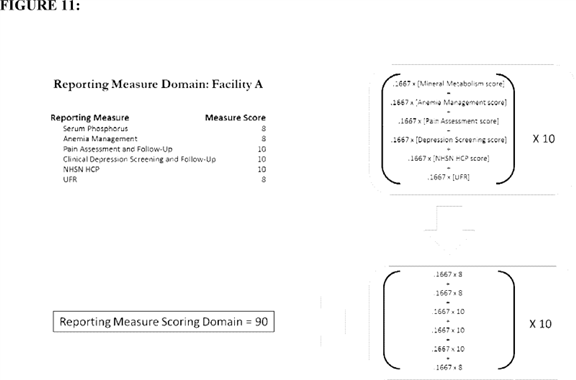 FIGURE 11:
Reporting Measure Domain: Facility A
Reporting Measure Measure Score
Serum Phosphorus 8
Anemia Management 8
Pain Assessment and Follow-Up 10
Clinical Depression Screening and Follow-Up 10
NHSN HCP 10
UFR 8
Reporting Measure Scoring Domain = 90
.1667 x [Mineral Metabolism score]
+
.1667 x [Anemia Management score]
+
.1667 x [Pain Assessment score]
+
.1667 x [Depression Screening score]
+
.1667 x [NHSN HCP score]
+
.1667 x [UFR]
X 10
.1667 x 8
+
.1667 x 8
+
.1667 x 10
+
.1667 x 10
+
.1667 x 10
+
.1667 x 8
X 10